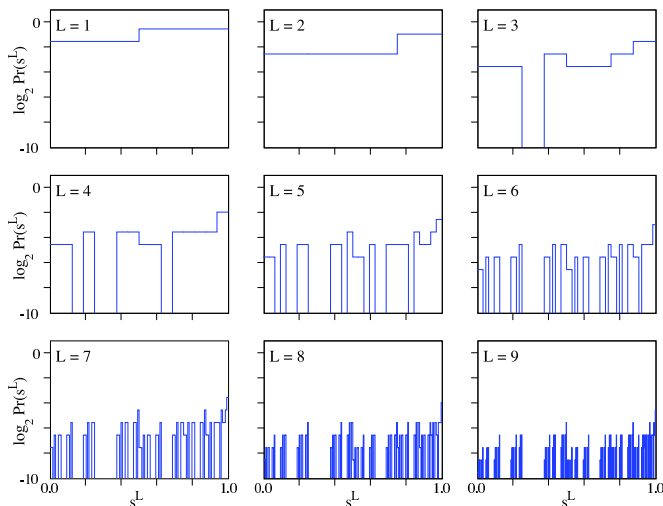 0
log₂ Pr(sᴸ)
-10
L = 1
L = 2
L = 3
0
log₂ Pr(sᴸ)
-10
L = 4
L = 5
L = 6
0
log₂ Pr(sᴸ)
-10
L = 7
L = 8
L = 9
0.0 1.0 0.0 1.0 0.0 1.0
sᴸ sᴸ sᴸ